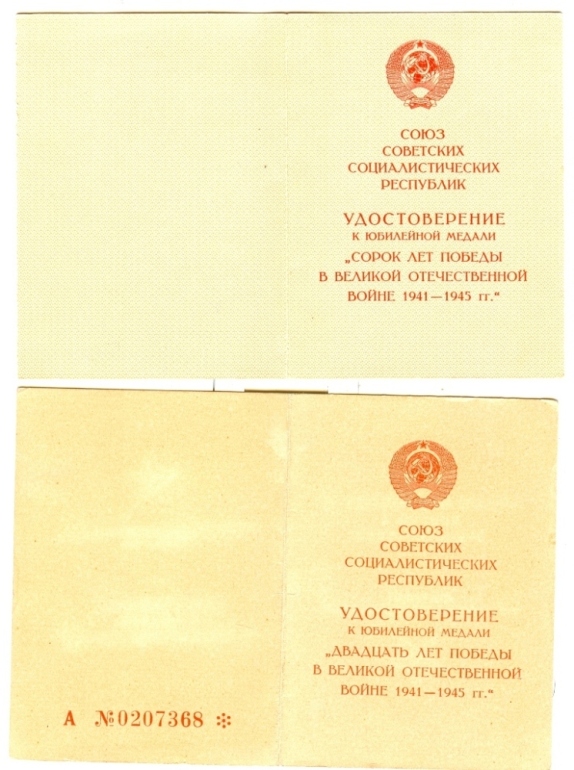 СОЮЗ
СОВЕТСКИХ
СОЦИАЛИСТИЧЕСКИХ
РЕСПУБЛИК
УДОСТОВЕРЕНИЕ
К ЮБИЛЕЙНОЙ МЕДАЛИ
„СОРОК ЛЕТ ПОБЕДЫ
В ВЕЛИКОЙ ОТЕЧЕСТВЕННОЙ
ВОЙНЕ 1941—1945 гг.“
СОЮЗ
СОВЕТСКИХ
СОЦИАЛИСТИЧЕСКИХ
РЕСПУБЛИК
УДОСТОВЕРЕНИЕ
К ЮБИЛЕЙНОЙ МЕДАЛИ
„ДВАДЦАТЬ ЛЕТ ПОБЕДЫ
В ВЕЛИКОЙ ОТЕЧЕСТВЕННОЙ
ВОЙНЕ 1941—1945 гг.“
А №0207368 ✻